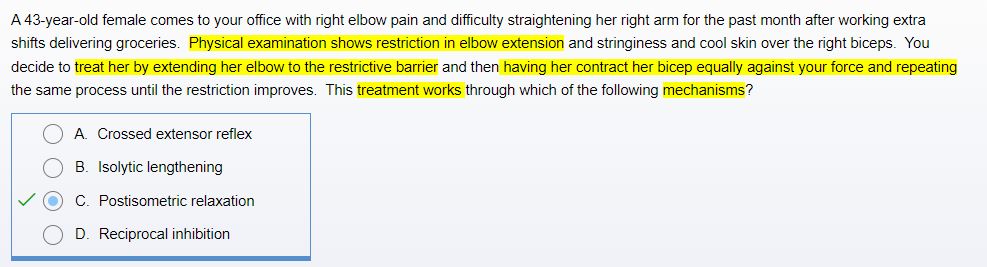 A 43-year-old female comes to your office with right elbow pain and difficulty straightening her right arm for the past month after working extra
shifts delivering groceries. Physical examination shows restriction in elbow extension and stringiness and cool skin over the right biceps. You
decide to treat her by extending her elbow to the restrictive barrier and then having her contract her bicep equally against your force and repeating
the same process until the restriction improves. This treatment works through which of the following mechanisms?
A. Crossed extensor reflex
B. Isolytic lengthening
C. Postisometric relaxation
D. Reciprocal inhibition